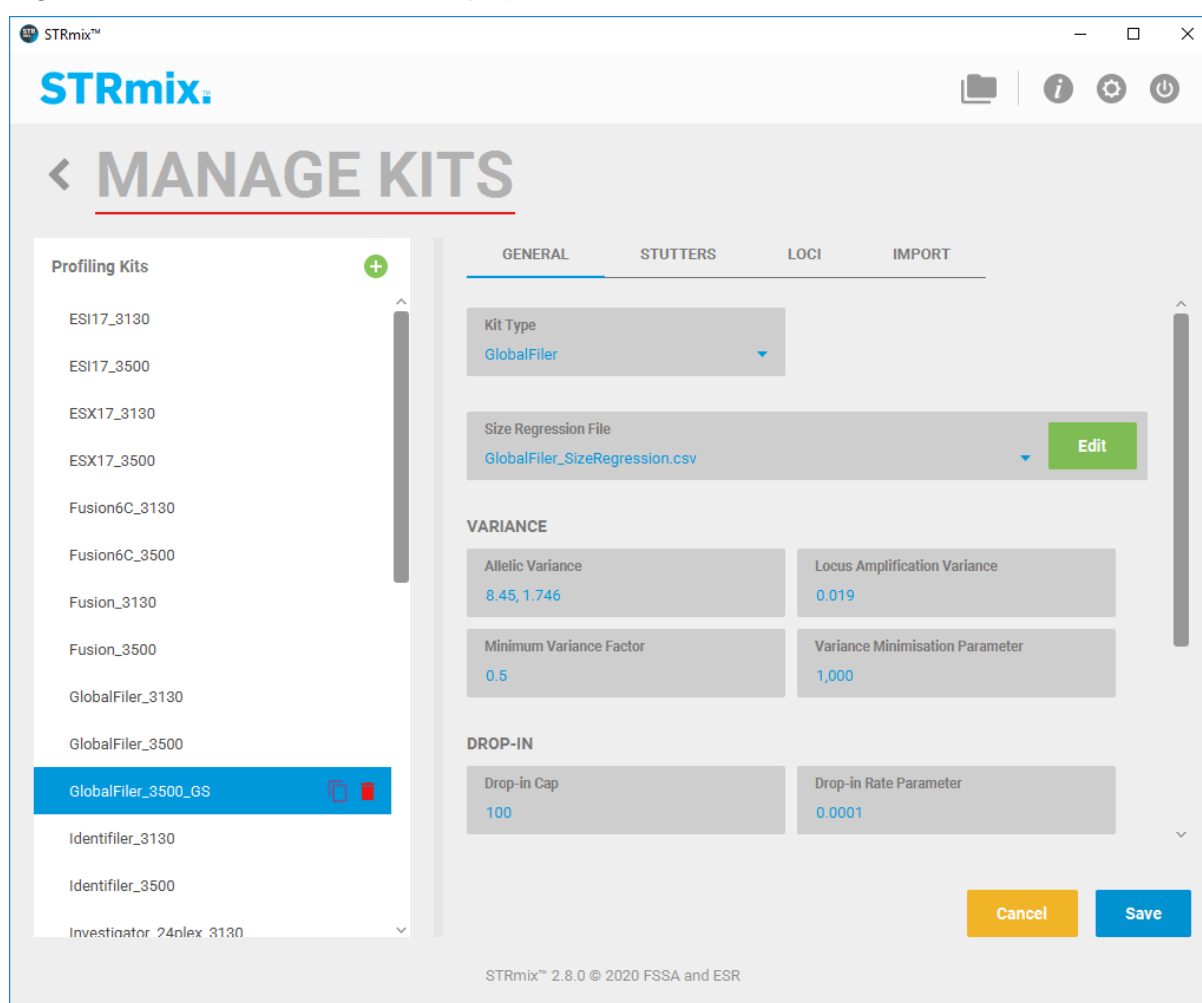 STRmix™
STRmix™
MANAGE KITS
Profiling Kits
ESI17_3130
ESI17_3500
ESX17_3130
ESX17_3500
Fusion6C_3130
Fusion6C_3500
Fusion_3130
Fusion_3500
GlobalFiler_3130
GlobalFiler_3500
GlobalFiler_3500_GS
Identifiler_3130
Identifiler_3500
Investigator_24plex_3130
GENERAL STUTTERS LOCI IMPORT
Kit Type
GlobalFiler
Size Regression File
GlobalFiler_SizeRegression.csv
Edit
VARIANCE
Allelic Variance
8.45, 1.746
Locus Amplification Variance
0.019
Minimum Variance Factor
0.5
Variance Minimisation Parameter
1,000
DROP-IN
Drop-in Cap
100
Drop-in Rate Parameter
0.0001
Cancel Save
STRmix™ 2.8.0 © 2020 FSSA and ESR